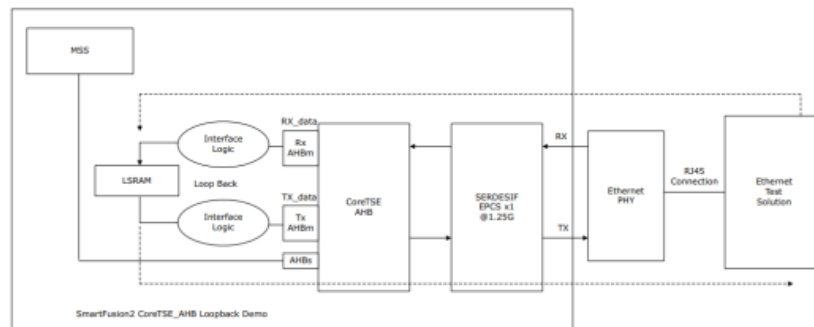 MSS
RX_data
Interface
Logic
Rx
AHBm
LSRAM
Loop Back
TX_data
Interface
Logic
Tx
AHBm
AHBs
CoreTSE
AHB
SERDESIF
EPCS x1
@1.25G
RX
TX
Ethernet
PHY
RJ45
Connection
Ethernet
Test
Solution
SmartFusion2 CoreTSE_AHB Loopback Demo